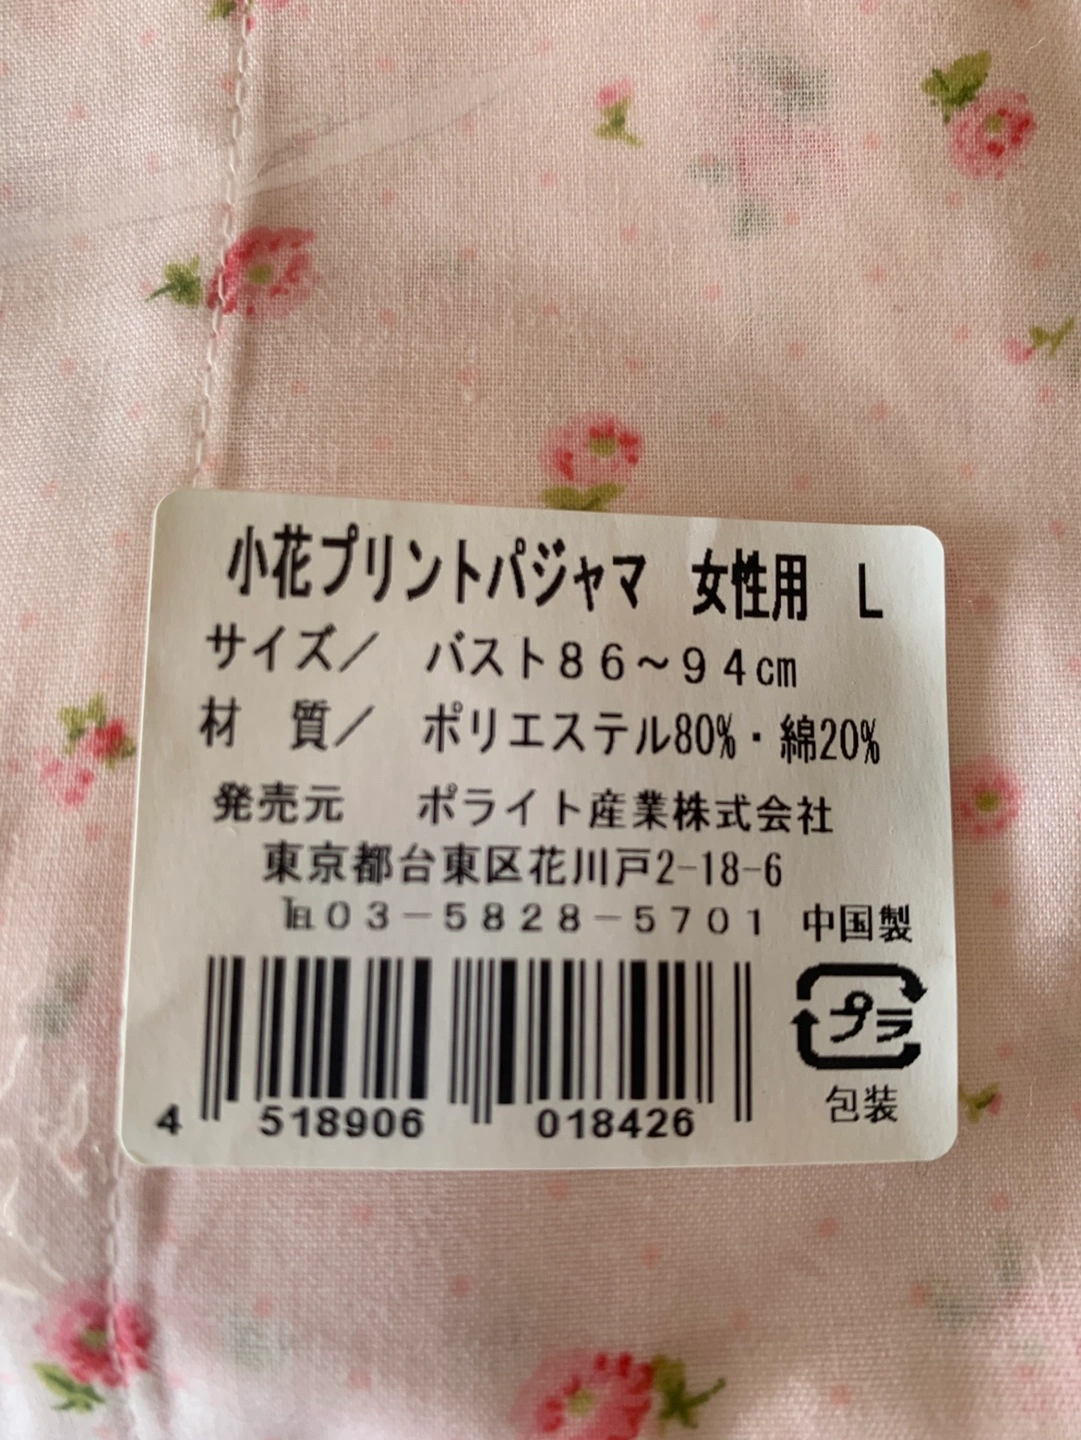 小花プリントパジャマ　女性用　L
サイズ／　バスト８６～９４㎝
材　質／　ポリエステル80%・綿20%
発売元　ポライト産業株式会社
東京都台東区花川戸2-18-6
℡０３－５８２８－５７０１
中国製
プラ
包装
4 518906 018426